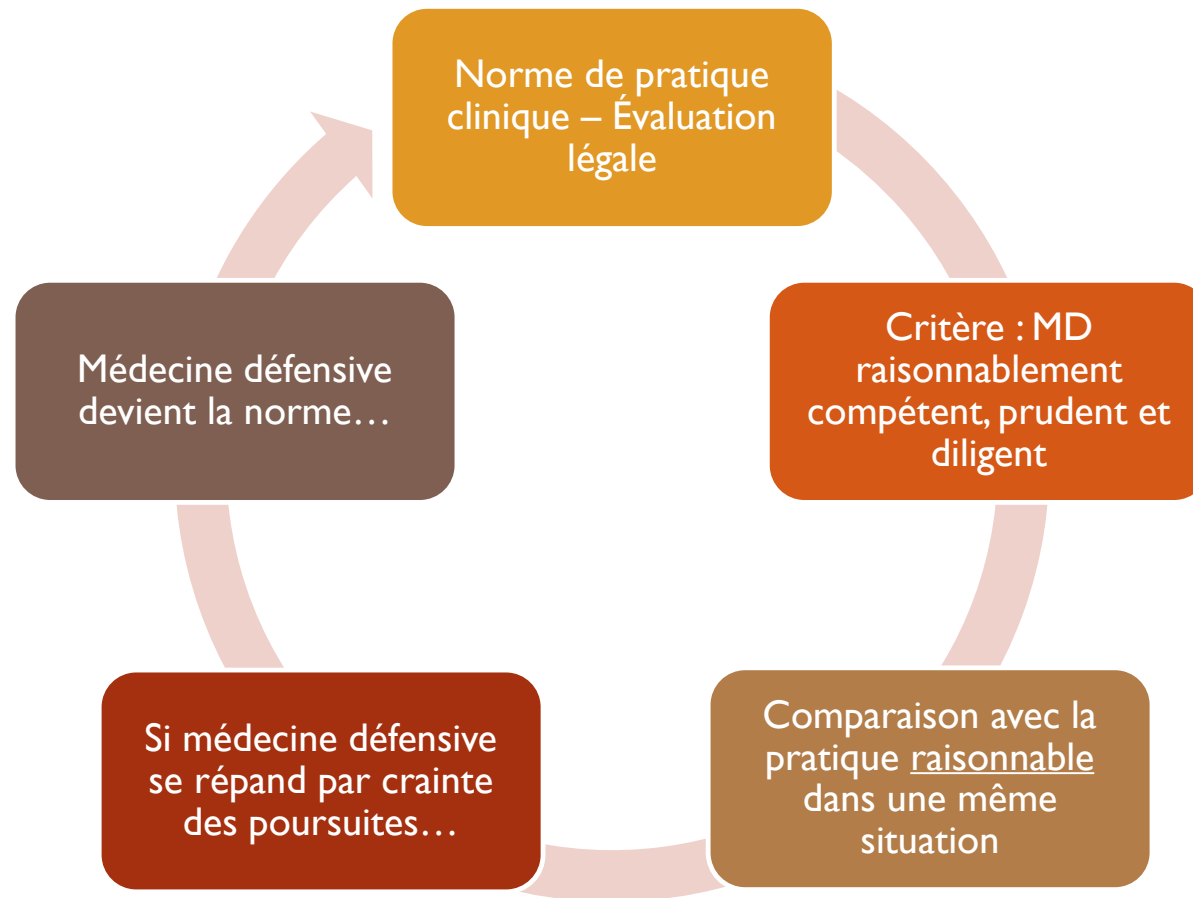 Norme de pratique
clinique – Évaluation
légale
Critère : MD
raisonnablement
compétent, prudent et
diligent
Comparaison avec la
pratique raisonnable
dans une même
situation
Si médecine défensive
se répand par crainte
des poursuites…
Médecine défensive
devient la norme…